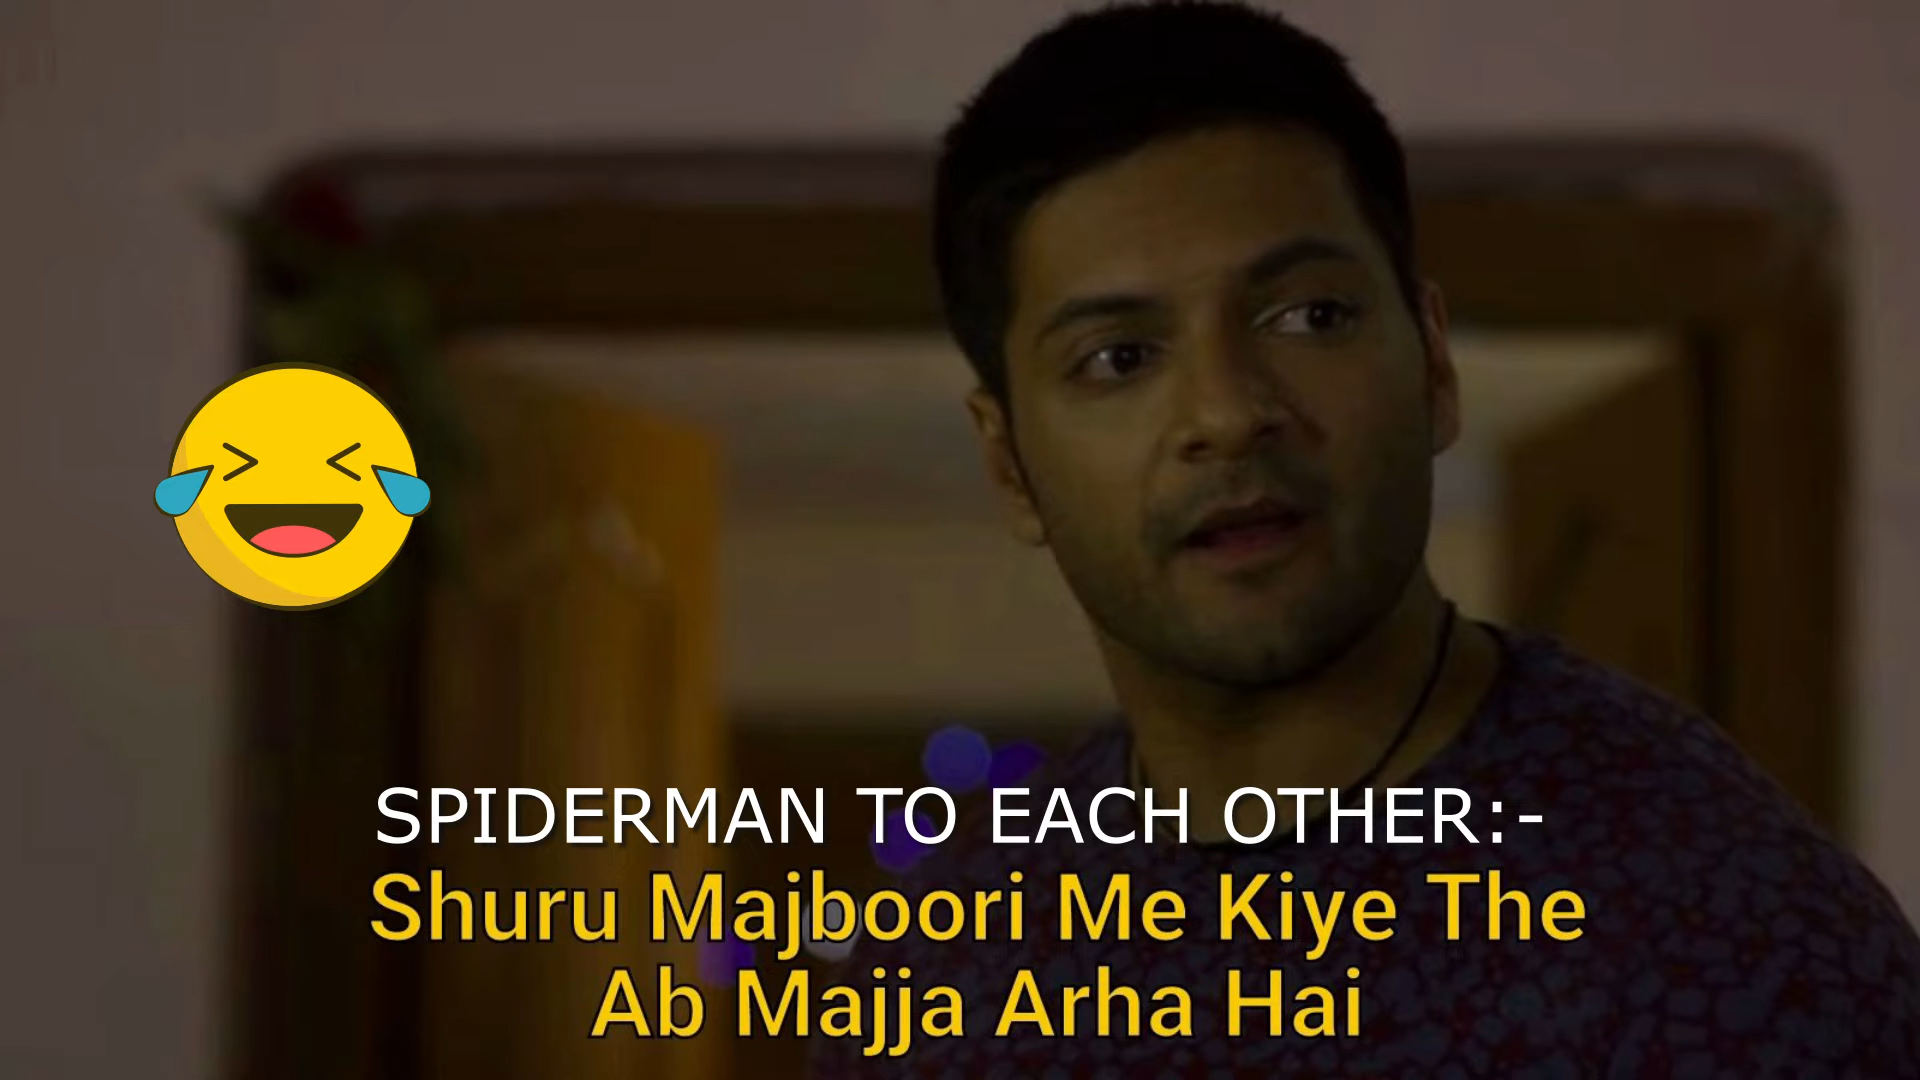 SPIDERMAN TO EACH OTHER:-
Shuru Majboori Me Kiye The
Ab Majja Arha Hai